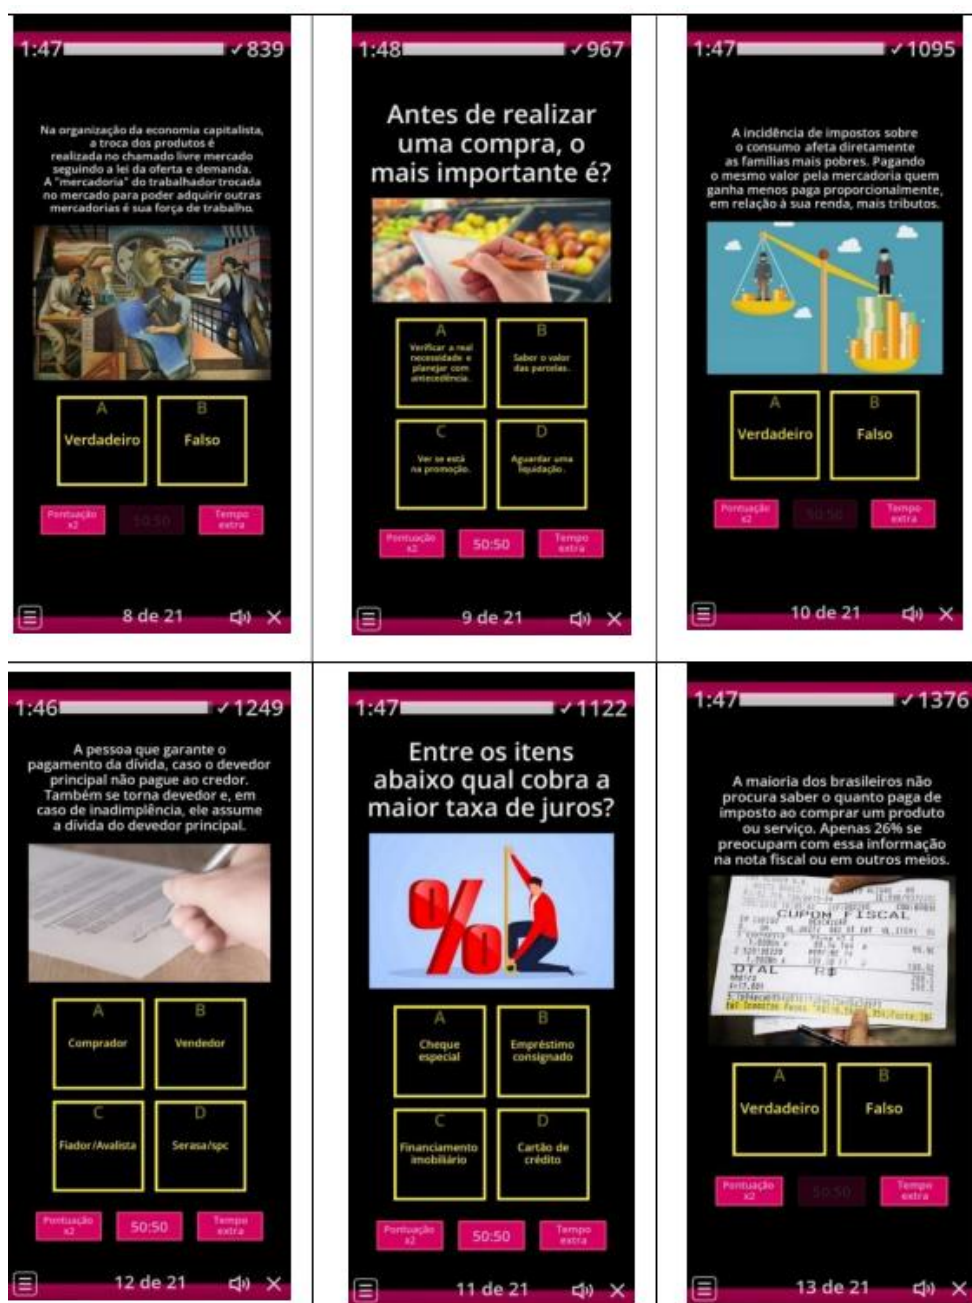 1:47 ✓839
Na organização da economia capitalista,
a troca dos produtos é
realizada no chamado livre mercado
seguindo a lei da oferta e demanda.
A "mercadoria" do trabalhador trocada
no mercado para poder adquirir outras
mercadorias é sua força de trabalho.
A
Verdadeiro
B
Falso
Pontuação
x2
50:50
Tempo
extra
8 de 21
1:48 ✓967
Antes de realizar
uma compra, o
mais importante é?
A
Verificar a real
necessidade e
planejar com
antecedência.
B
Saber o valor
das parcelas.
C
Ver se está
na promoção.
D
Aguardar uma
liquidação.
Pontuação
x2
50:50
Tempo
extra
9 de 21
1:47 ✓1095
A incidência de impostos sobre
o consumo afeta diretamente
as famílias mais pobres. Pagando
o mesmo valor pela mercadoria quem
ganha menos paga proporcionalmente,
em relação à sua renda, mais tributos.
A
Verdadeiro
B
Falso
Pontuação
x2
50:50
Tempo
extra
10 de 21
1:46 ✓1249
A pessoa que garante o
pagamento da dívida, caso o devedor
principal não pague ao credor.
Também se torna devedor e, em
caso de inadimplência, ele assume
a dívida do devedor principal.
A
Comprador
B
Vendedor
C
Fiador/Avalista
D
Serasa/spc
Pontuação
x2
50:50
Tempo
extra
12 de 21
1:47 ✓1122
Entre os itens
abaixo qual cobra a
maior taxa de juros?
%
A
Cheque
especial
B
Empréstimo
consignado
C
Financiamento
imobiliário
D
Cartão de
crédito
Pontuação
x2
50:50
Tempo
extra
11 de 21
1:47 ✓1376
A maioria dos brasileiros não
procura saber o quanto paga de
imposto ao comprar um produto
ou serviço. Apenas 26% se
preocupam com essa informação
na nota fiscal ou em outros meios.
CUPOM FISCAL
OTAL R$
A
Verdadeiro
B
Falso
Pontuação
x2
50:50
Tempo
extra
13 de 21